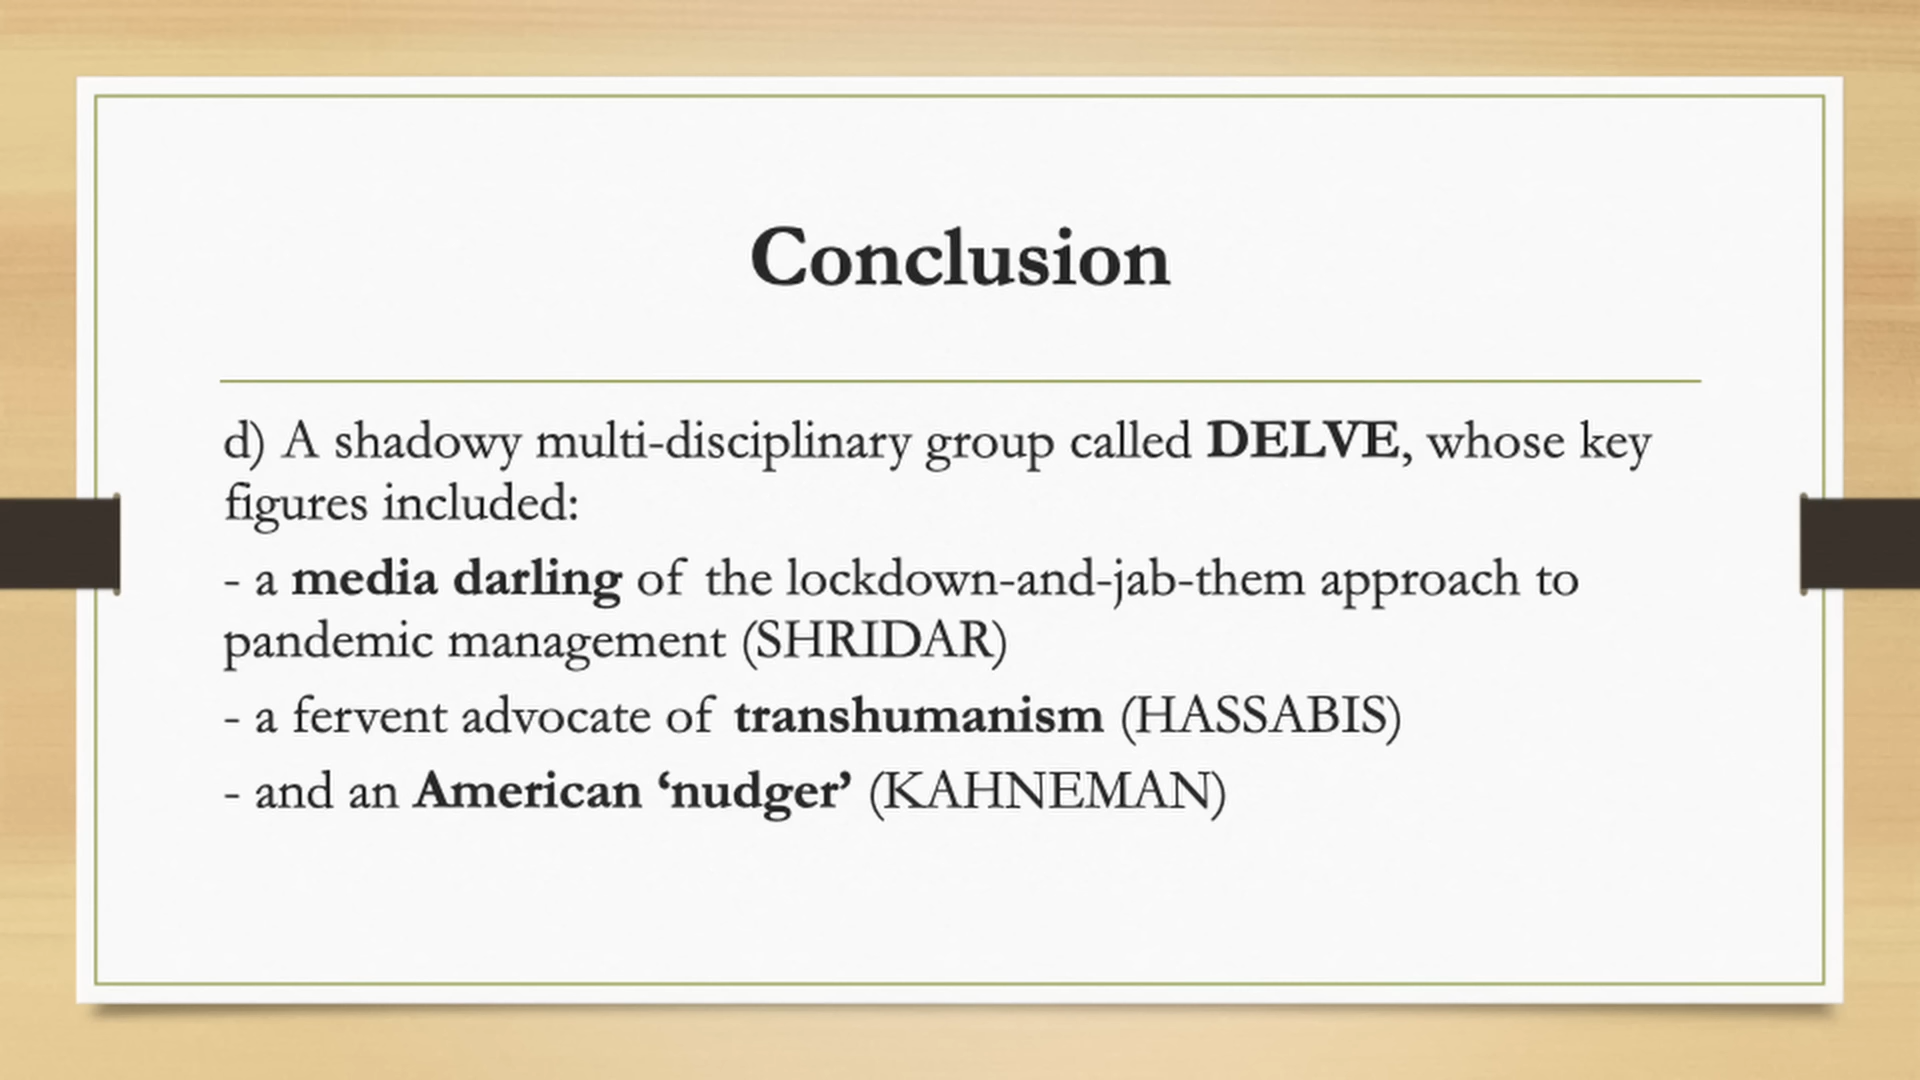 Conclusion
d) A shadowy multi-disciplinary group called DELVE, whose key
figures included:
- a media darling of the lockdown-and-jab-them approach to
pandemic management (SHRIDAR)
- a fervent advocate of transhumanism (HASSABIS)
- and an American ‘nudger’ (KAHNEMAN)